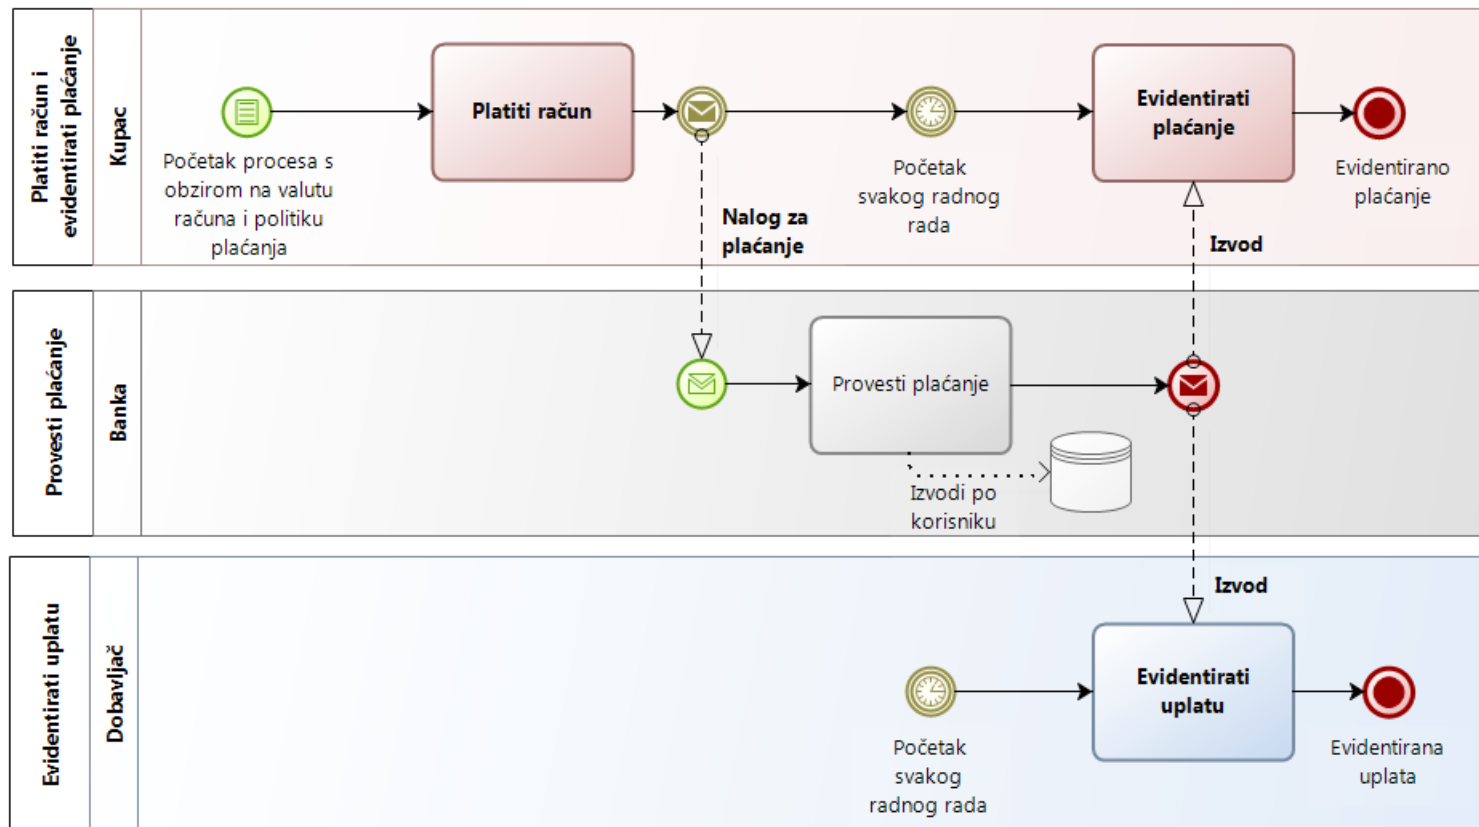 Platiti račun i
evidentirati plaćanje
Kupac
Početak procesa s
obzirom na valutu
računa i politiku
plaćanja
Platiti račun
Nalog za
plaćanje
Početak
svakog radnog
rada
Evidentirati
plaćanje
Izvod
Evidentirano
plaćanje
Provesti plaćanje
Banka
Provesti plaćanje
Izvodi po
korisniku
Evidentirati uplatu
Dobavljač
Izvod
Početak
svakog
radnog rada
Evidentirati
uplatu
Evidentirana
uplata